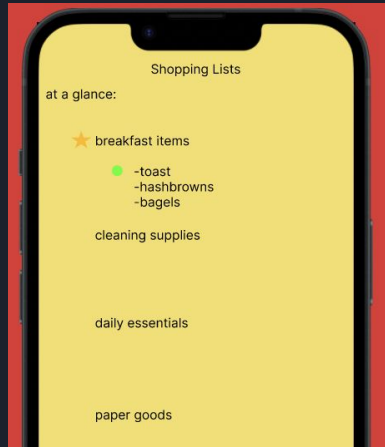 Shopping Lists
at a glance:
breakfast items
-toast
-hashbrowns
-bagels
cleaning supplies
daily essentials
paper goods